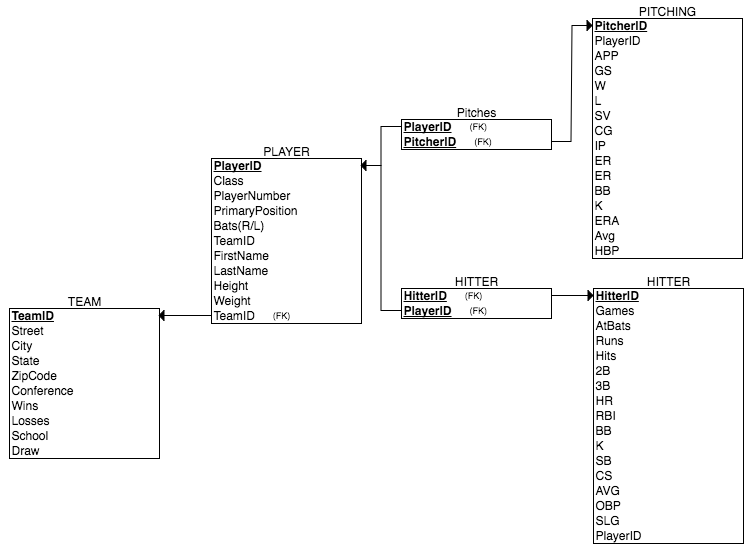 TEAM
TeamID
Street
City
State
ZipCode
Conference
Wins
Losses
School
Draw
PLAYER
PlayerID
Class
PlayerNumber
PrimaryPosition
Bats(R/L)
TeamID
FirstName
LastName
Height
Weight
TeamID (FK)
Pitches
PlayerID (FK)
PitcherID (FK)
HITTER
HitterID (FK)
PlayerID (FK)
PITCHING
PitcherID
PlayerID
APP
GS
W
L
SV
CG
IP
ER
ER
BB
K
ERA
Avg
HBP
HITTER
HitterID
Games
AtBats
Runs
Hits
2B
3B
HR
RBI
BB
K
SB
CS
AVG
OBP
SLG
PlayerID